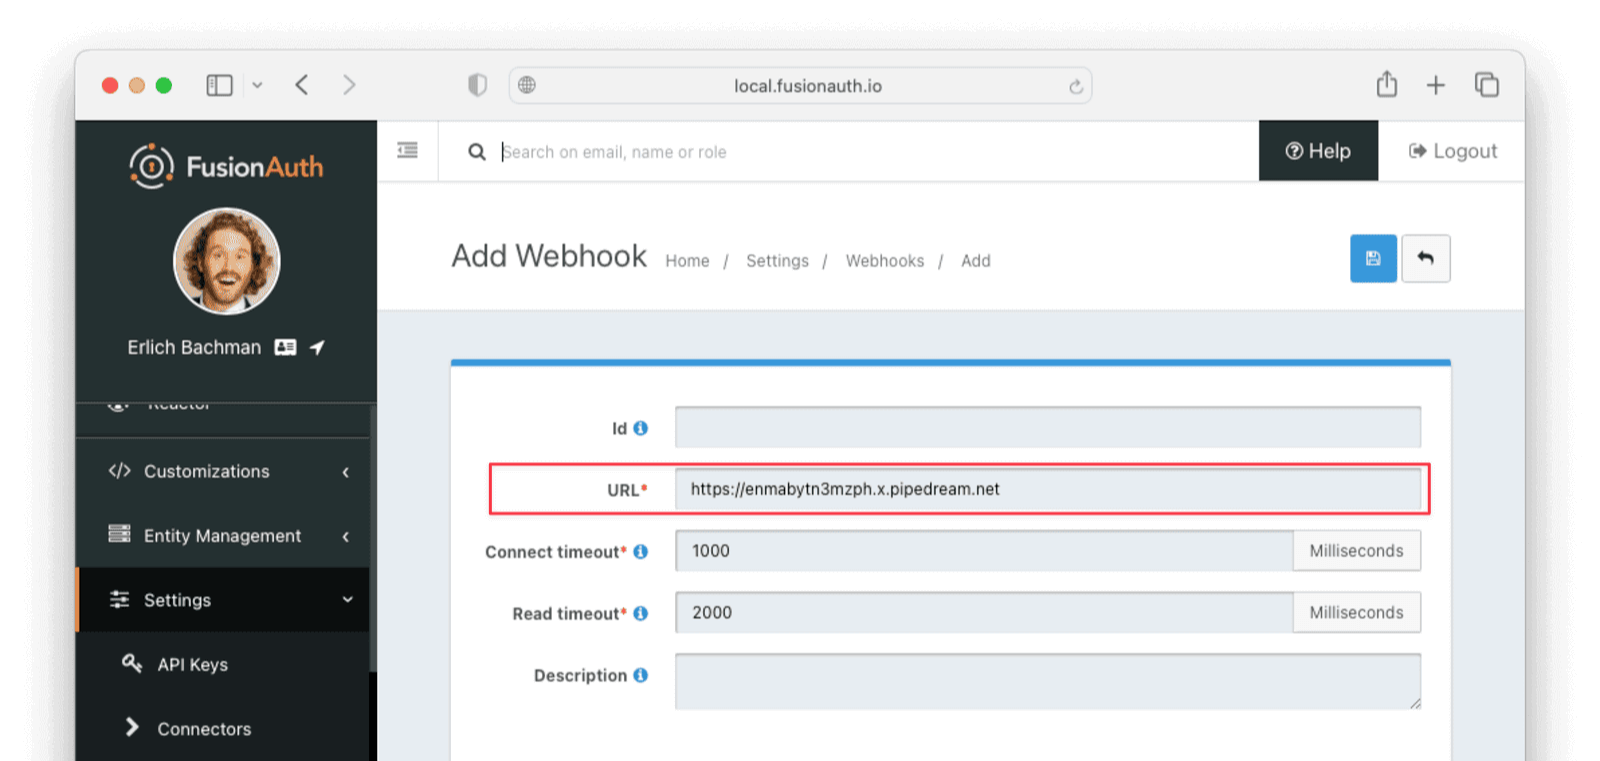 local.fusionauth.io
FusionAuth
Search on email, name or role
Help
Logout
Erlich Bachman
Reactor
Customizations
Entity Management
Settings
API Keys
Connectors
Add Webhook
Home / Settings / Webhooks / Add
Id
URL*
https://enmabytn3mzph.x.pipedream.net
Connect timeout*
1000
Milliseconds
Read timeout*
2000
Milliseconds
Description